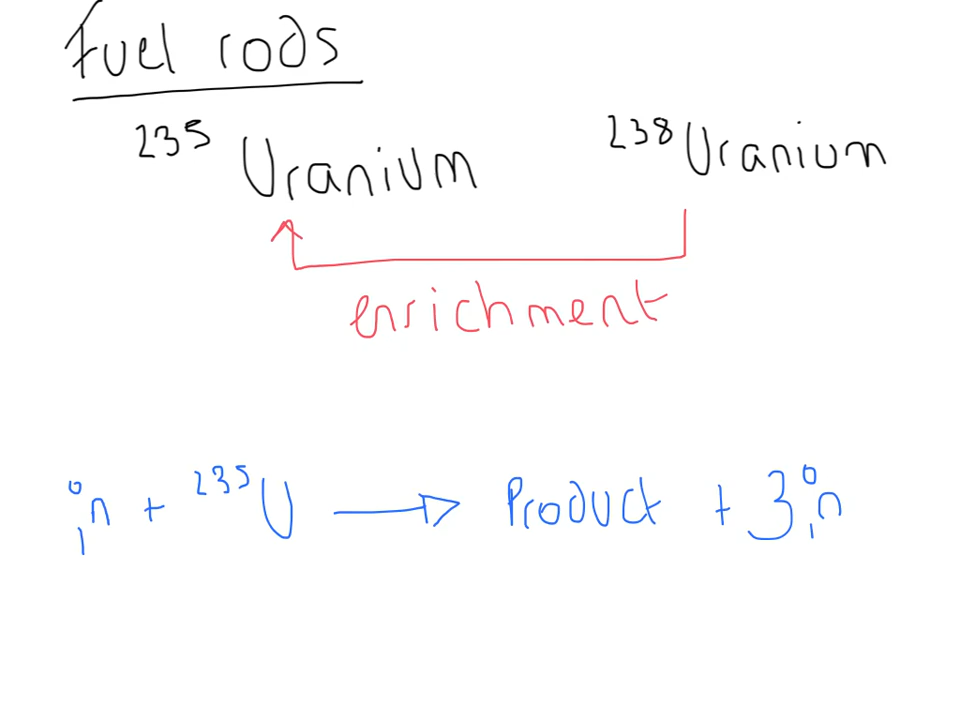 Fuel rods
235 Uranium 238 Uranium
enrichment
0 1 n + 235 U → Product + 3 0 1 n